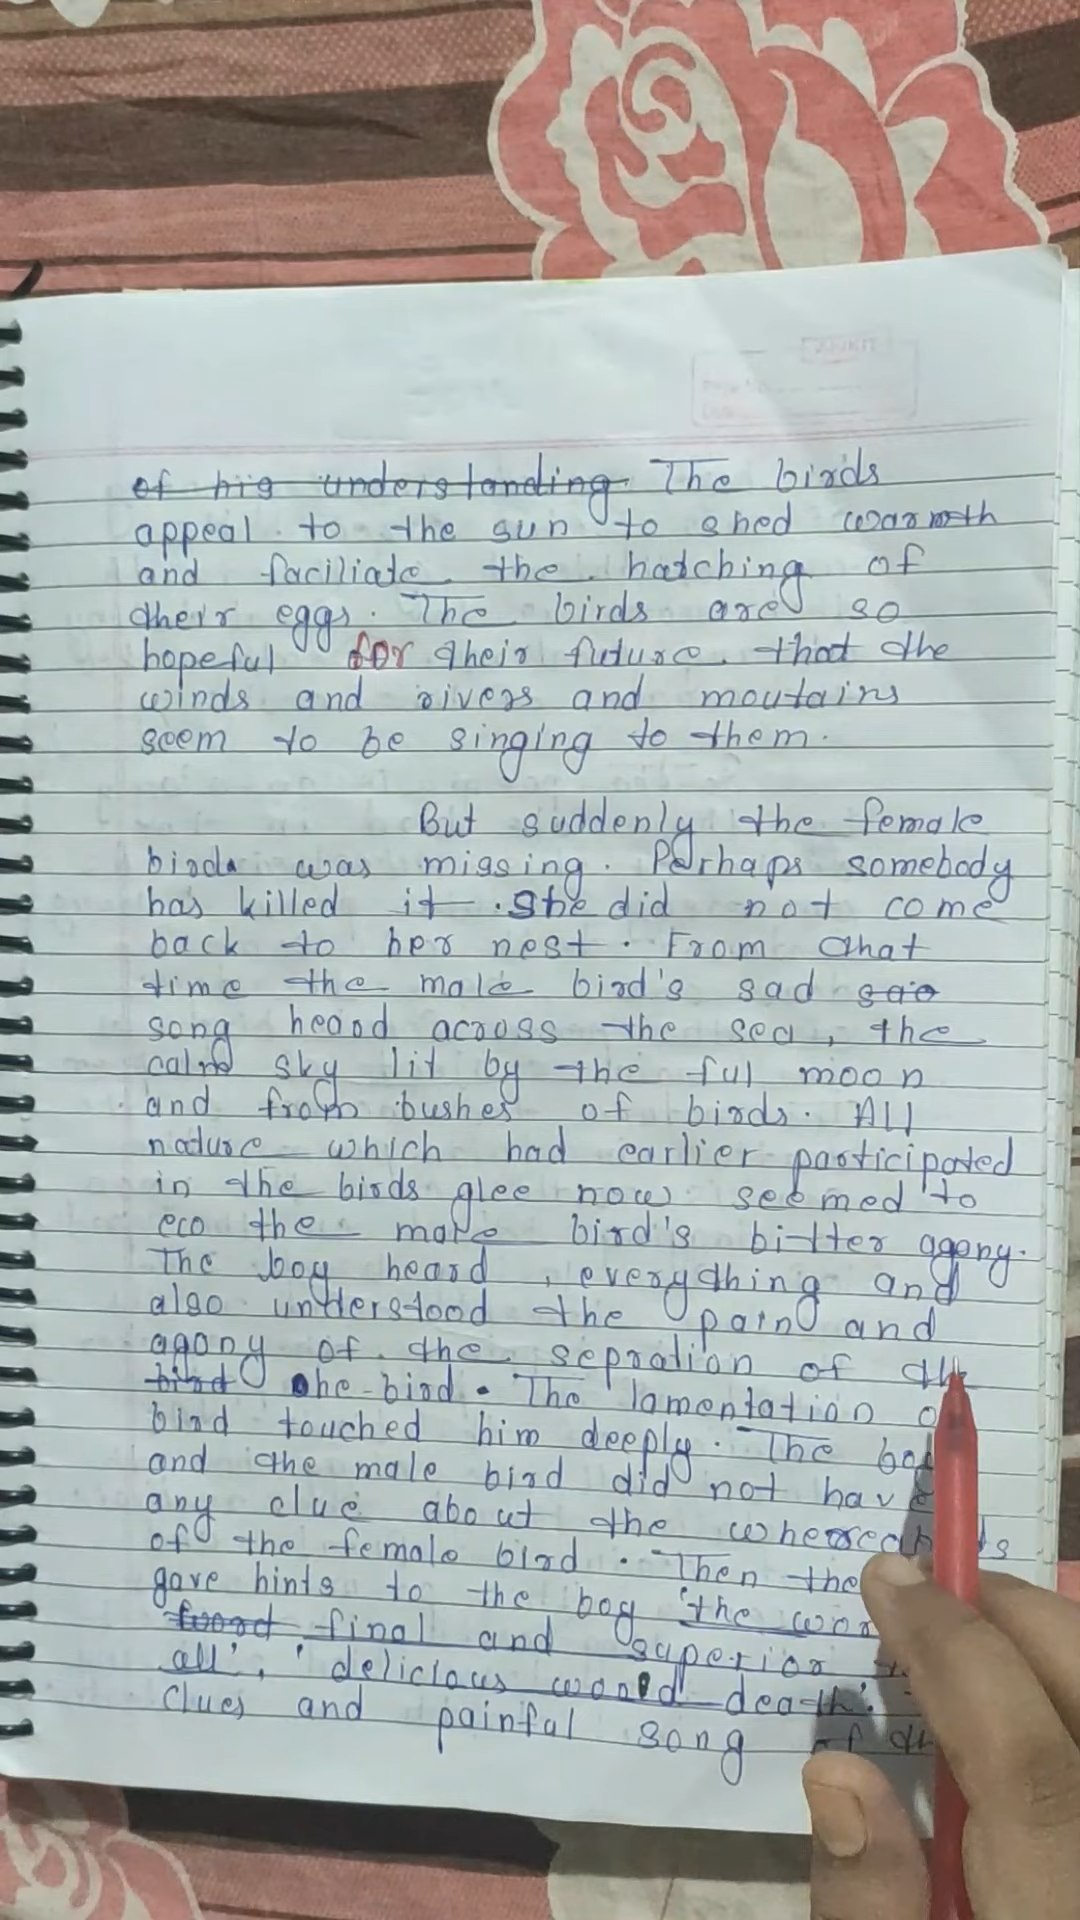 of his understanding The birds
appeal to the sun to shed warmth
and faciliate the hatching of
their eggs. The birds are so
hopeful for their future that the
winds and rivers and moutains
seem to be singing to them.
But suddenly the female
bird was missing. Perhaps somebody
has killed it. She did not come
back to her nest. From that
time the male bird's sad
song heard across the sea, the
calm sky lit by the ful moon
and from bushes of birds. All
nature which had earlier participated
in the birds glee now seemed to
eco the male bird's bitter agony.
The boy heard, everything and
also understood the pain and
agony of the sepration of the
bird the bird. The lamentation
bird touched him deeply. The
and the male bird did not have
any clue about the
of the female bird. Then the
gave hints to the boy 'the
final and superior
all', 'delicious word death'.
Clues and painful song of